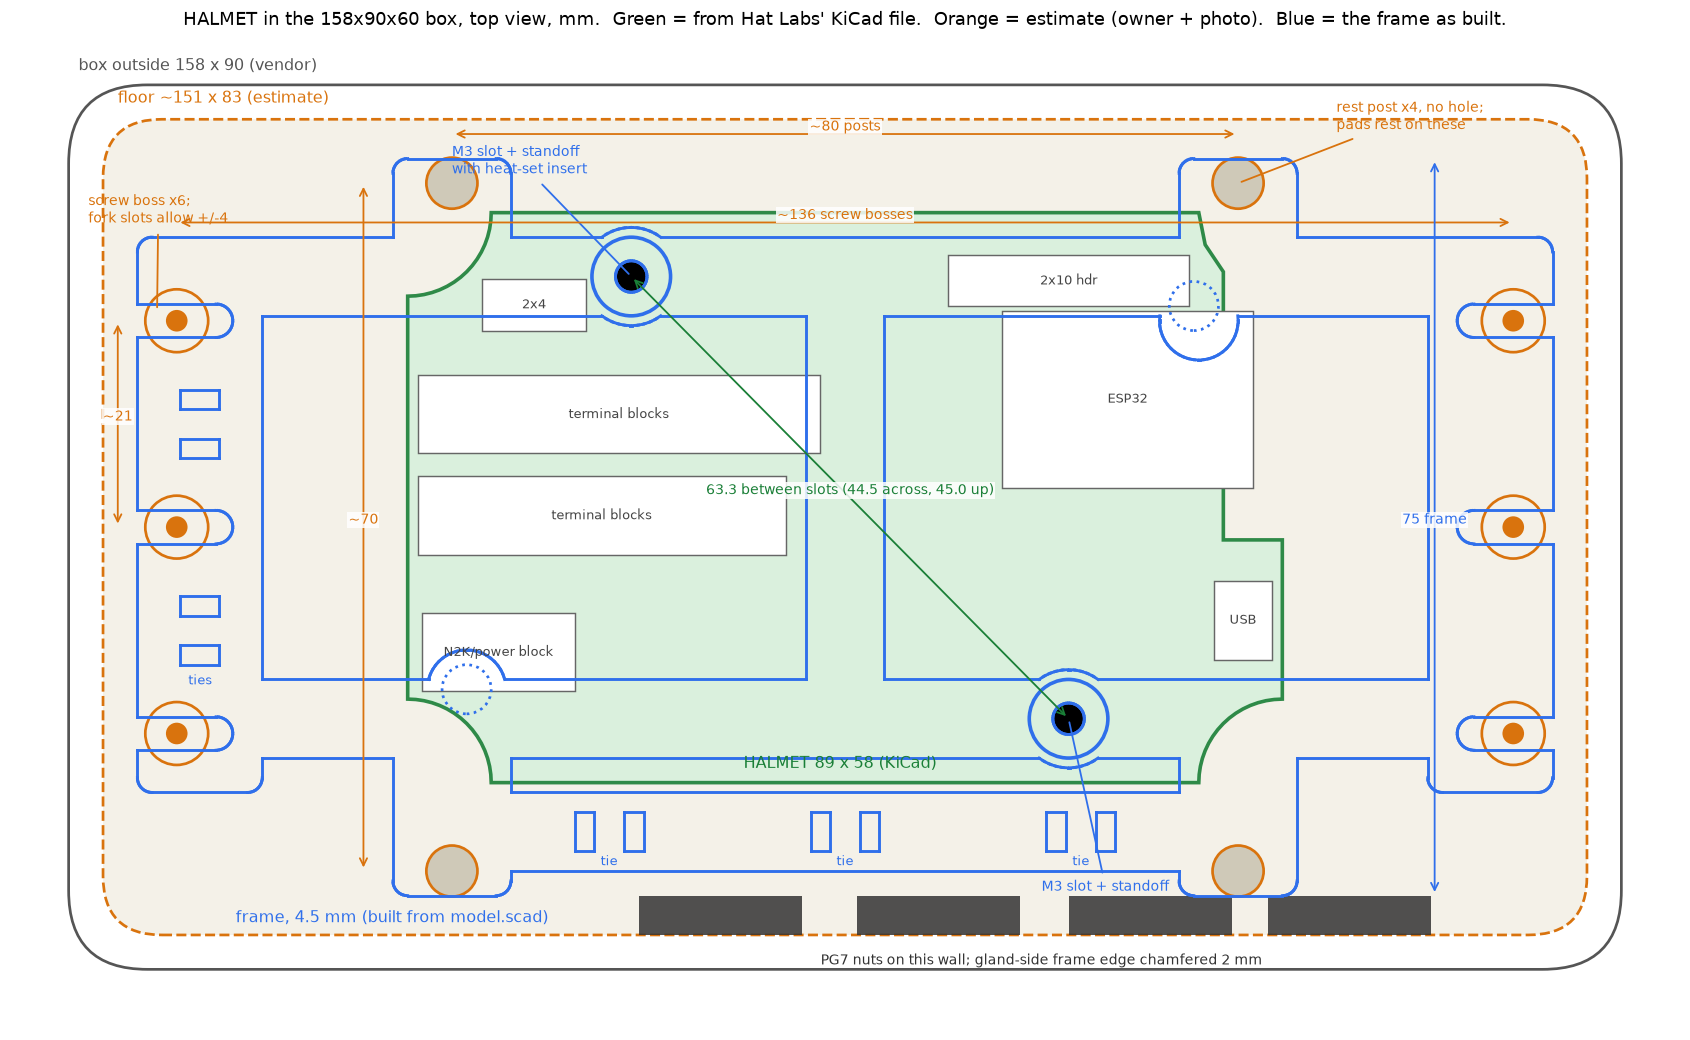 HALMET in the 158x90x60 box, top view, mm.  Green = from Hat Labs' KiCad file.  Orange = estimate (owner + photo).  Blue = the frame as built.
box outside 158 x 90 (vendor)
floor ~151 x 83 (estimate)
rest post x4, no hole;
pads rest on these
~80 posts
M3 slot + standoff
with heat-set insert
screw boss x6;
fork slots allow +/-4
~136 screw bosses
2x4
2x10 hdr
ESP32
terminal blocks
~21
63.3 between slots (44.5 across, 45.0 up)
terminal blocks
~70
75 frame
USB
N2K/power block
ties
HALMET 89 x 58 (KiCad)
tie
tie
tie
M3 slot + standoff
frame, 4.5 mm (built from model.scad)
PG7 nuts on this wall; gland-side frame edge chamfered 2 mm